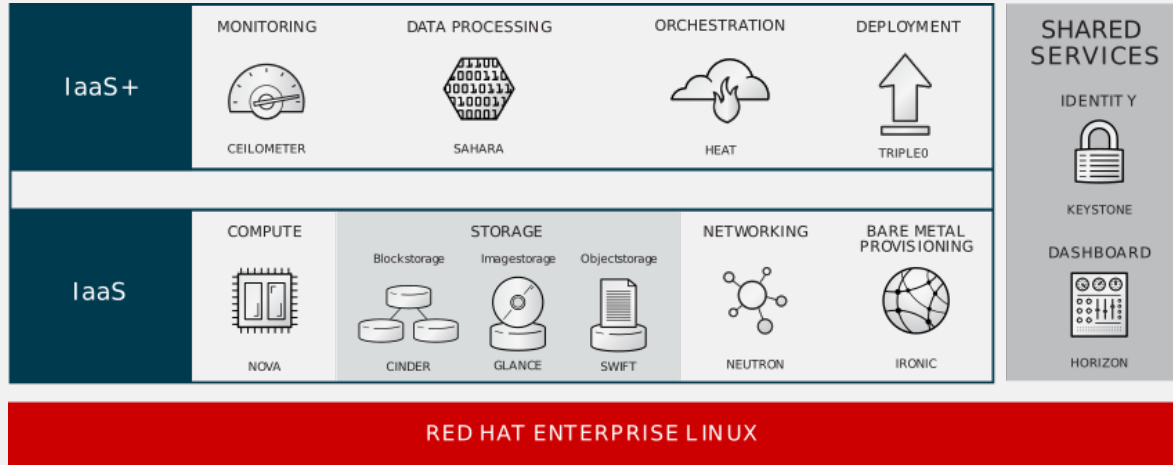 MONITORING
DATA PROCESSING
ORCHESTRATION
DEPLOYMENT
IaaS+
CEILOMETER
SAHARA
HEAT
TRIPLE0
COMPUTE
STORAGE
NETWORKING
BARE METAL
PROVISIONING
Blockstorage
Imagestorage
Objectstorage
IaaS
NOVA
CINDER
GLANCE
SWIFT
NEUTRON
IRONIC
SHARED
SERVICES
IDENTITY
KEYSTONE
DASHBOARD
HORIZON
RED HAT ENTERPRISE LINUX